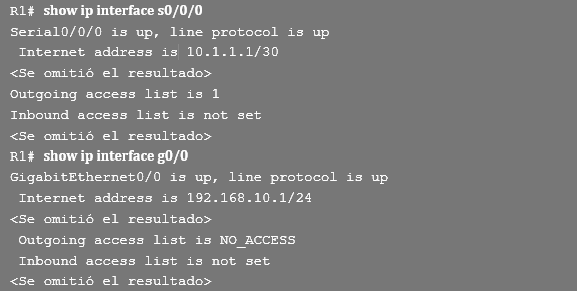 R1# show ip interface s0/0/0
Serial0/0/0 is up, line protocol is up
Internet address is 10.1.1.1/30
<Se omitió el resultado>
Outgoing access list is 1
Inbound access list is not set
<Se omitió el resultado>
R1# show ip interface g0/0
GigabitEthernet0/0 is up, line protocol is up
Internet address is 192.168.10.1/24
<Se omitió el resultado>
Outgoing access list is NO_ACCESS
Inbound access list is not set
<Se omitió el resultado>